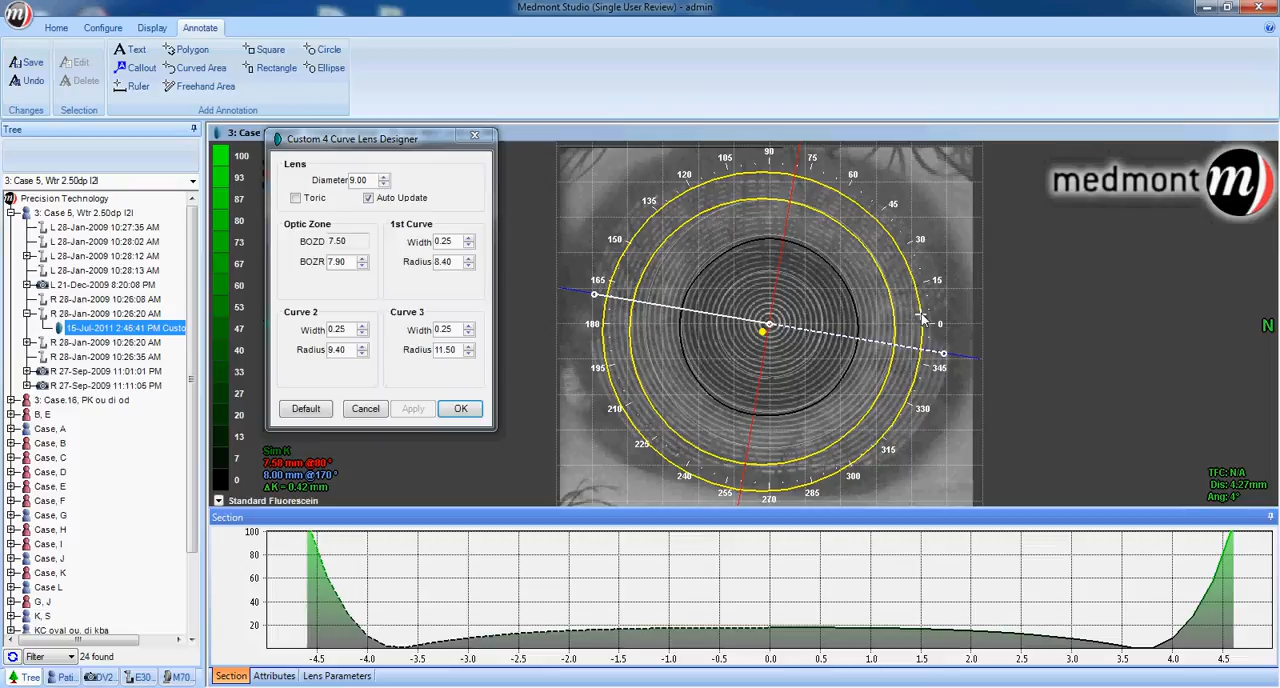 Medmont Studio (Single User Review) - admin
Home Configure Display Annotate
Save Edit Text Polygon Square Circle
Undo Delete Callout Curved Area Rectangle Ellipse
Ruler Freehand Area
Changes Selection Add Annotation
Tree
3: Case 5, Wtr 2.50dp l2l
Precision Technology
3: Case 5, Wtr 2.50dp l2l
L 28-Jan-2009 10:27:35 AM
L 28-Jan-2009 10:28:02 AM
L 28-Jan-2009 10:28:12 AM
L 28-Jan-2009 10:28:13 AM
L 21-Dec-2009 8:20:08 PM
R 28-Jan-2009 10:26:08 AM
R 28-Jan-2009 10:26:20 AM
15-Jul-2011 2:45:41 PM Custo
R 28-Jan-2009 10:26:20 AM
R 28-Jan-2009 10:26:35 AM
R 27-Sep-2009 11:01:01 PM
R 27-Sep-2009 11:11:05 PM
3: Case.16, PK ou di od
B, E
Case, A
Case, B
Case, C
Case, D
Case, E
Case, F
Case, G
Case, H
Case, I
Case, J
Case, K
Case L
G, J
K, S
KC oval ou, di kba
Filter 24 found
Tree Pati... DV2... E30... M70...
3: Case
100
93
87
80
73
67
60
53
47
40
33
27
20
13
7
0
Custom 4 Curve Lens Designer
Lens
Diameter 9.00
Toric Auto Update
Optic Zone 1st Curve
BOZD 7.50 Width 0.25
BOZR 7.90 Radius 8.40
Curve 2 Curve 3
Width 0.25 Width 0.25
Radius 9.40 Radius 11.50
Default Cancel Apply OK
90
105 75
120 60
135 45
150 30
165 15
180 0
195 345
210 330
225 315
240 300
255 285
270
medmont m
N
Sim K
7.58 mm @80°
8.00 mm @170°
ΔK = 0.42 mm
Standard Fluorescein
TFC: N/A
Dis: 4.27mm
Ang: 4°
Section
100
80
60
40
20
-4.5 -4.0 -3.5 -3.0 -2.5 -2.0 -1.5 -1.0 -0.5 0.0 0.5 1.0 1.5 2.0 2.5 3.0 3.5 4.0 4.5
Section Attributes Lens Parameters